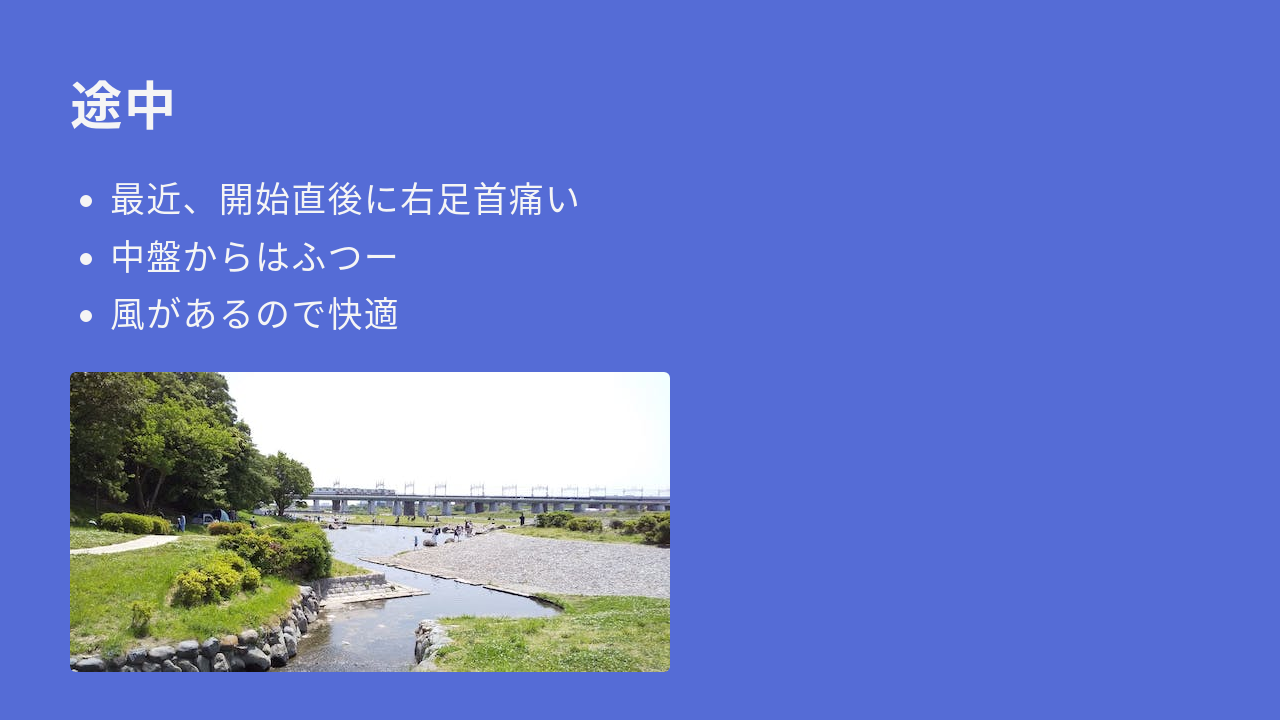 途中
最近、開始直後に右足首痛い
中盤からはふつー
風があるので快適